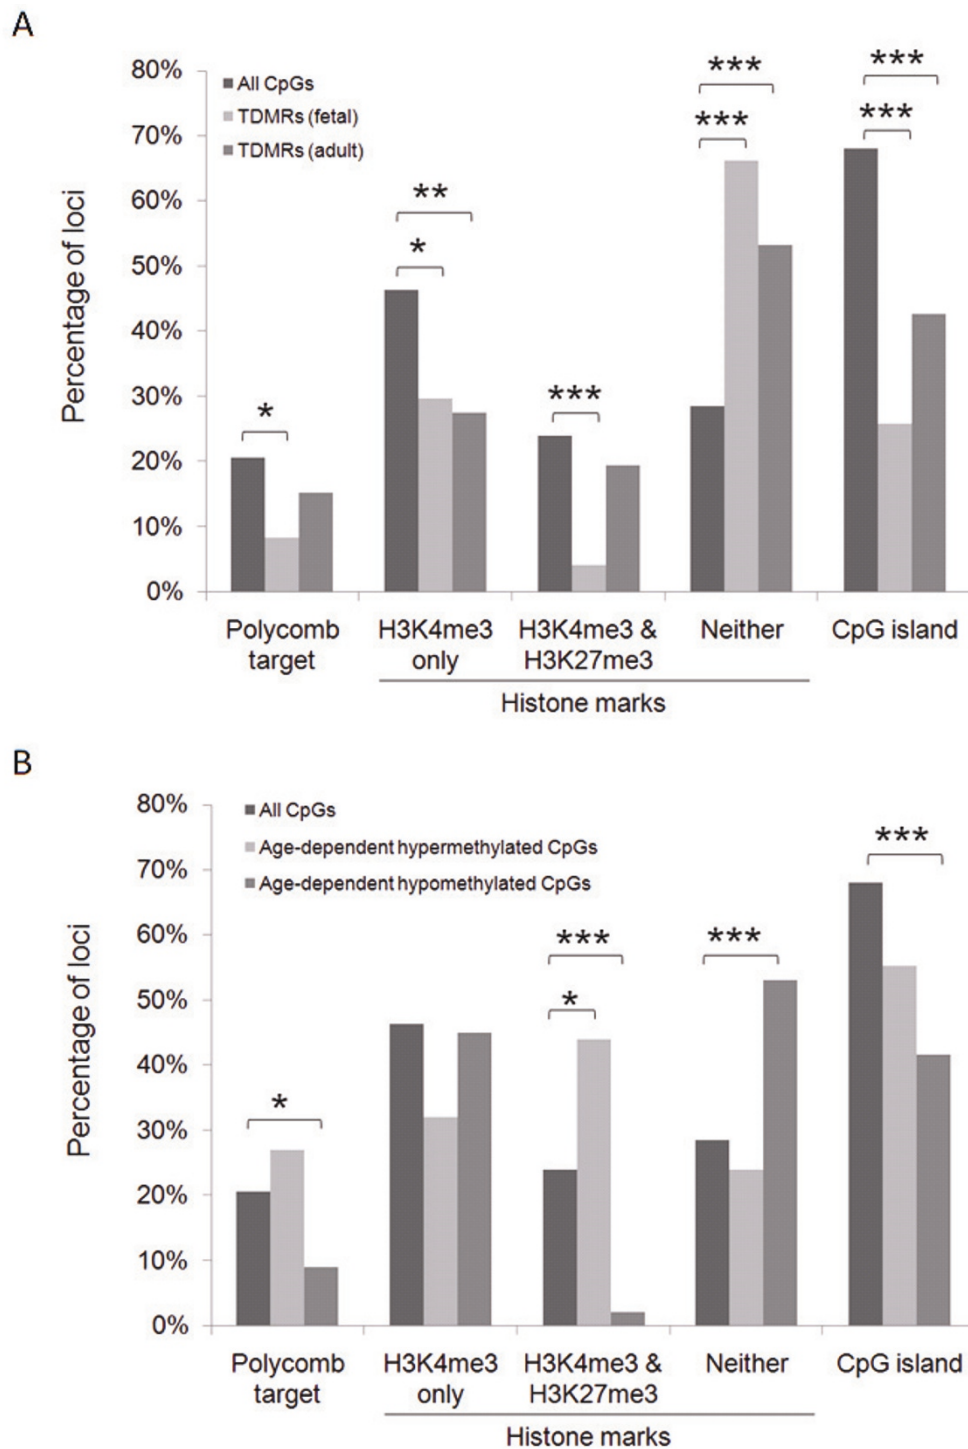 A
80%
70%
60%
50%
40%
30%
20%
10%
0%
Percentage of loci
All CpGs
TDMRs (fetal)
TDMRs (adult)
*
**
*
***
***
***
***
***
Polycomb target
H3K4me3 only
H3K4me3 & H3K27me3
Neither
CpG island
Histone marks
B
80%
70%
60%
50%
40%
30%
20%
10%
0%
Percentage of loci
All CpGs
Age-dependent hypermethylated CpGs
Age-dependent hypomethylated CpGs
*
***
*
***
***
Polycomb target
H3K4me3 only
H3K4me3 & H3K27me3
Neither
CpG island
Histone marks